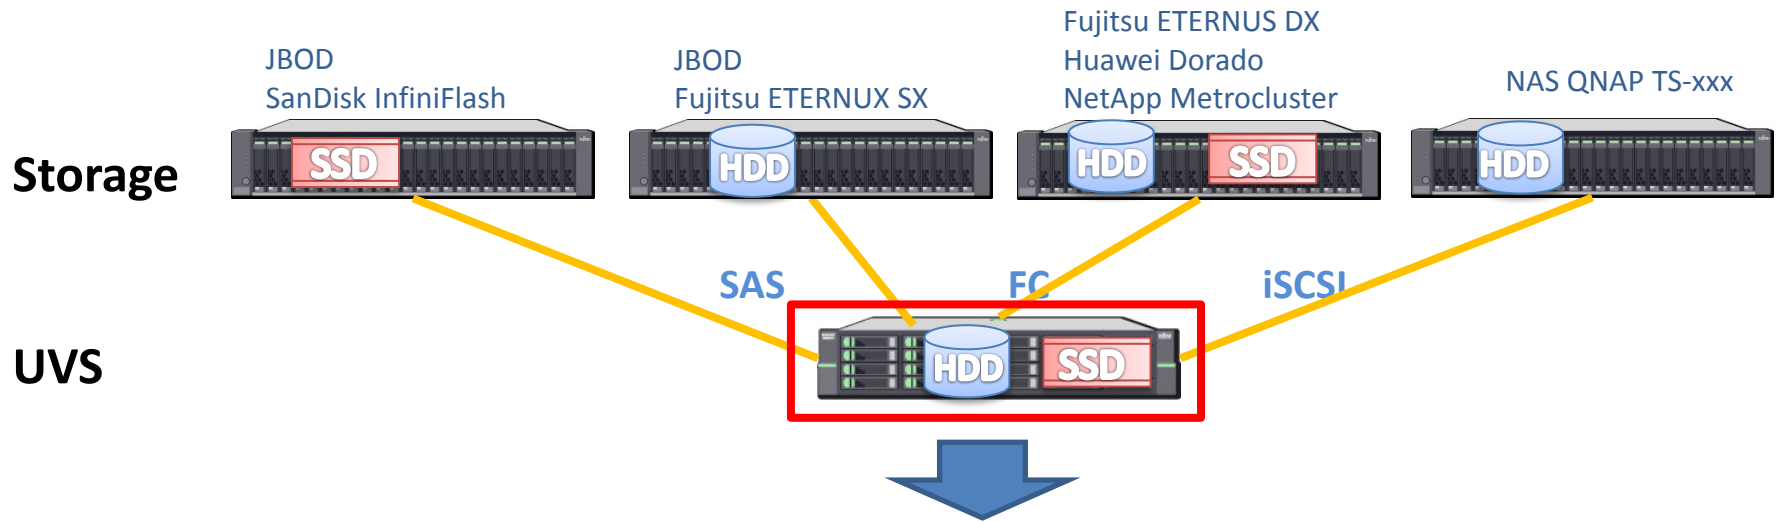 JBOD
SanDisk InfiniFlash
JBOD
Fujitsu ETERNUX SX
Fujitsu ETERNUS DX
Huawei Dorado
NetApp Metrocluster
NAS QNAP TS-xxx
Storage
SSD
HDD
HDD
SSD
HDD
SAS
FC
iSCSI
UVS
HDD
SSD